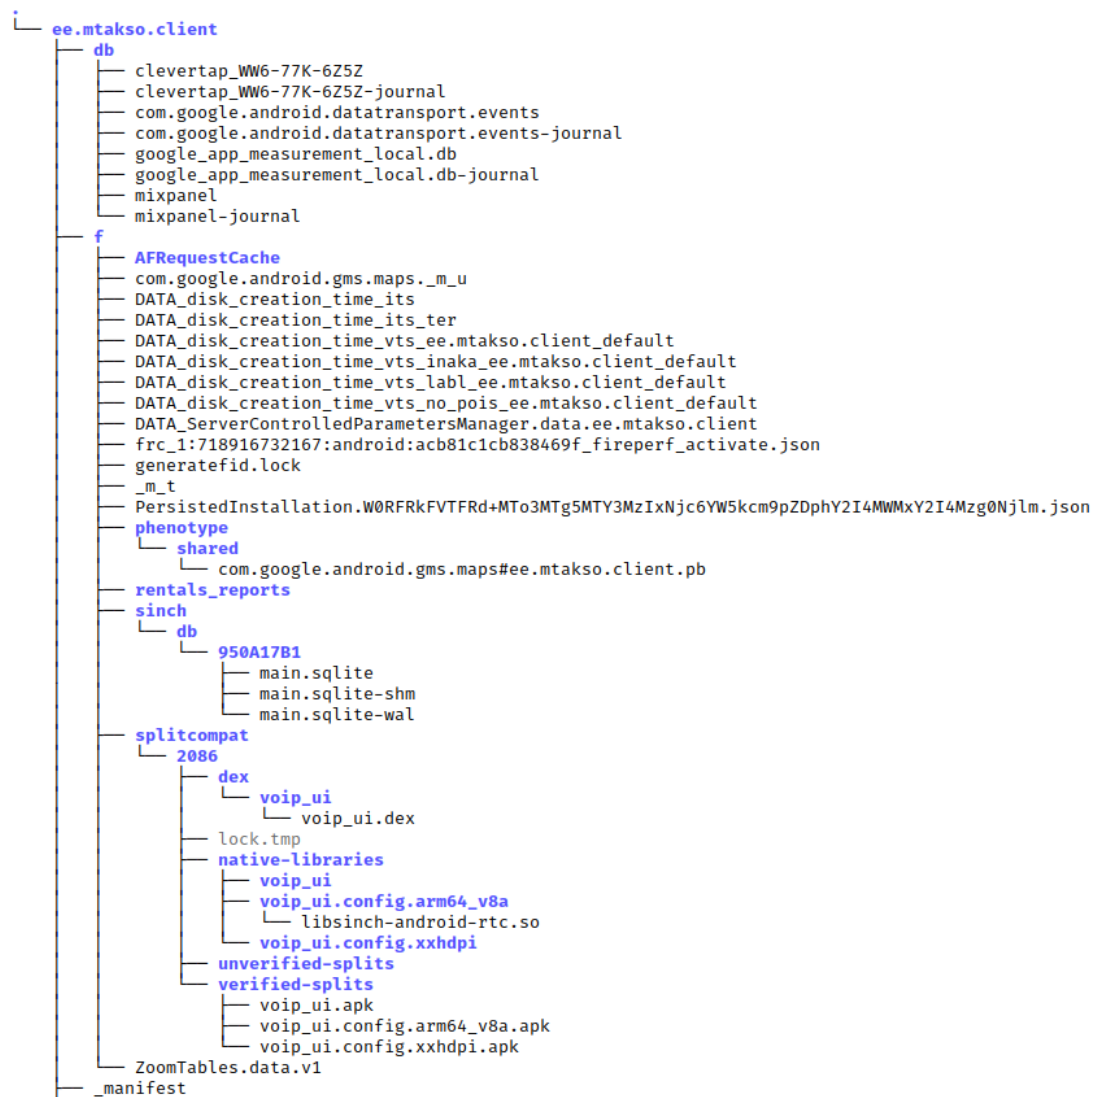 .
└── ee.mtakso.client
    ├── db
    │   ├── clevertap_WW6-77K-6Z5Z
    │   ├── clevertap_WW6-77K-6Z5Z-journal
    │   ├── com.google.android.datatransport.events
    │   ├── com.google.android.datatransport.events-journal
    │   ├── google_app_measurement_local.db
    │   ├── google_app_measurement_local.db-journal
    │   ├── mixpanel
    │   └── mixpanel-journal
    ├── f
    │   ├── AFRequestCache
    │   ├── com.google.android.gms.maps._m_u
    │   ├── DATA_disk_creation_time_its
    │   ├── DATA_disk_creation_time_its_ter
    │   ├── DATA_disk_creation_time_vts_ee.mtakso.client_default
    │   ├── DATA_disk_creation_time_vts_inaka_ee.mtakso.client_default
    │   ├── DATA_disk_creation_time_vts_labl_ee.mtakso.client_default
    │   ├── DATA_disk_creation_time_vts_no_pois_ee.mtakso.client_default
    │   ├── DATA_ServerControlledParametersManager.data.ee.mtakso.client
    │   ├── frc_1:718916732167:android:acb81c1cb838469f_fireperf_activate.json
    │   ├── generatefid.lock
    │   ├── _m_t
    │   ├── PersistedInstallation.W0RFRkFVTFRd+MTo3MTg5MTY3MzIxNjc6YW5kcm9pZDphY2I4MWMxY2I4Mzg0Njlm.json
    │   ├── phenotype
    │   │   └── shared
    │   │       └── com.google.android.gms.maps#ee.mtakso.client.pb
    │   ├── rentals_reports
    │   ├── sinch
    │   │   └── db
    │   │       └── 950A17B1
    │   │           ├── main.sqlite
    │   │           ├── main.sqlite-shm
    │   │           └── main.sqlite-wal
    │   ├── splitcompat
    │   │   └── 2086
    │   │       ├── dex
    │   │       │   └── voip_ui
    │   │       │       └── voip_ui.dex
    │   │       ├── lock.tmp
    │   │       ├── native-libraries
    │   │       │   ├── voip_ui
    │   │       │   ├── voip_ui.config.arm64_v8a
    │   │       │   │   └── libsinch-android-rtc.so
    │   │       │   └── voip_ui.config.xxhdpi
    │   │       ├── unverified-splits
    │   │       └── verified-splits
    │   │           ├── voip_ui.apk
    │   │           ├── voip_ui.config.arm64_v8a.apk
    │   │           └── voip_ui.config.xxhdpi.apk
    │   └── ZoomTables.data.v1
    ├── _manifest